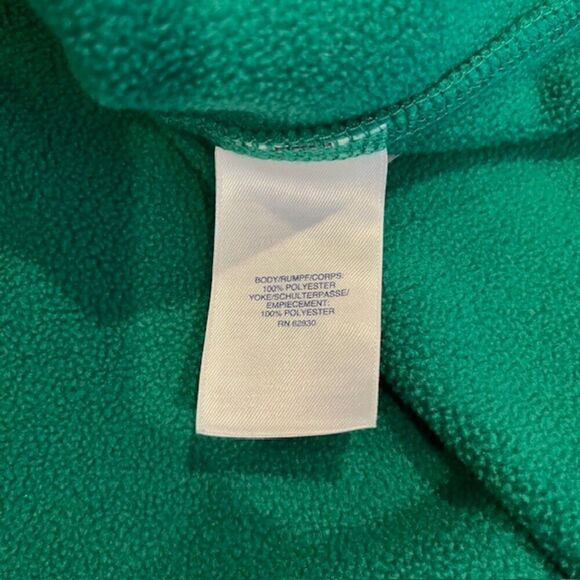 BODY/RUMPF/CORPS:
100% POLYESTER
YOKE/SCHULTERPASSE/
EMPIECEMENT:
100% POLYESTER
RN 62830